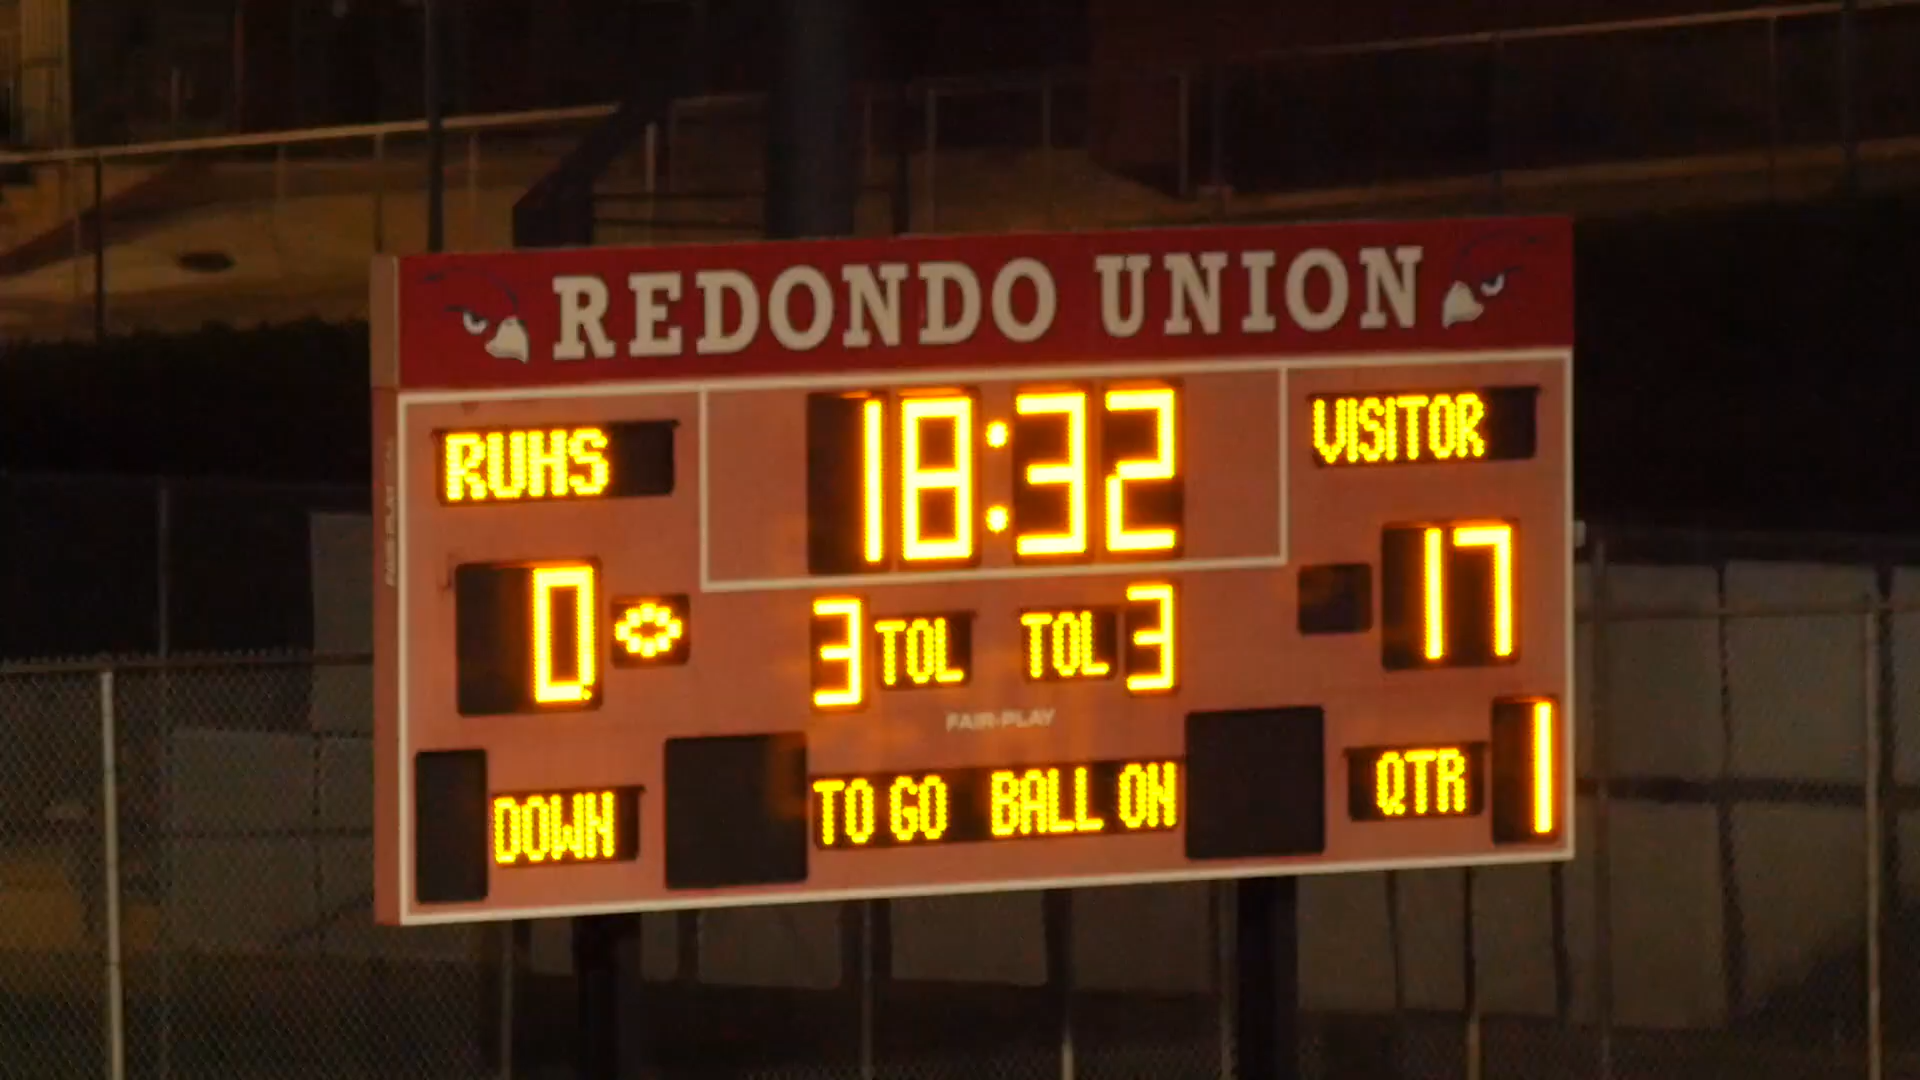 REDONDO UNION
RUHS 18:32 VISITOR
0 3 TOL TOL 3 17
FAIR-PLAY
DOWN TO GO BALL ON QTR 1